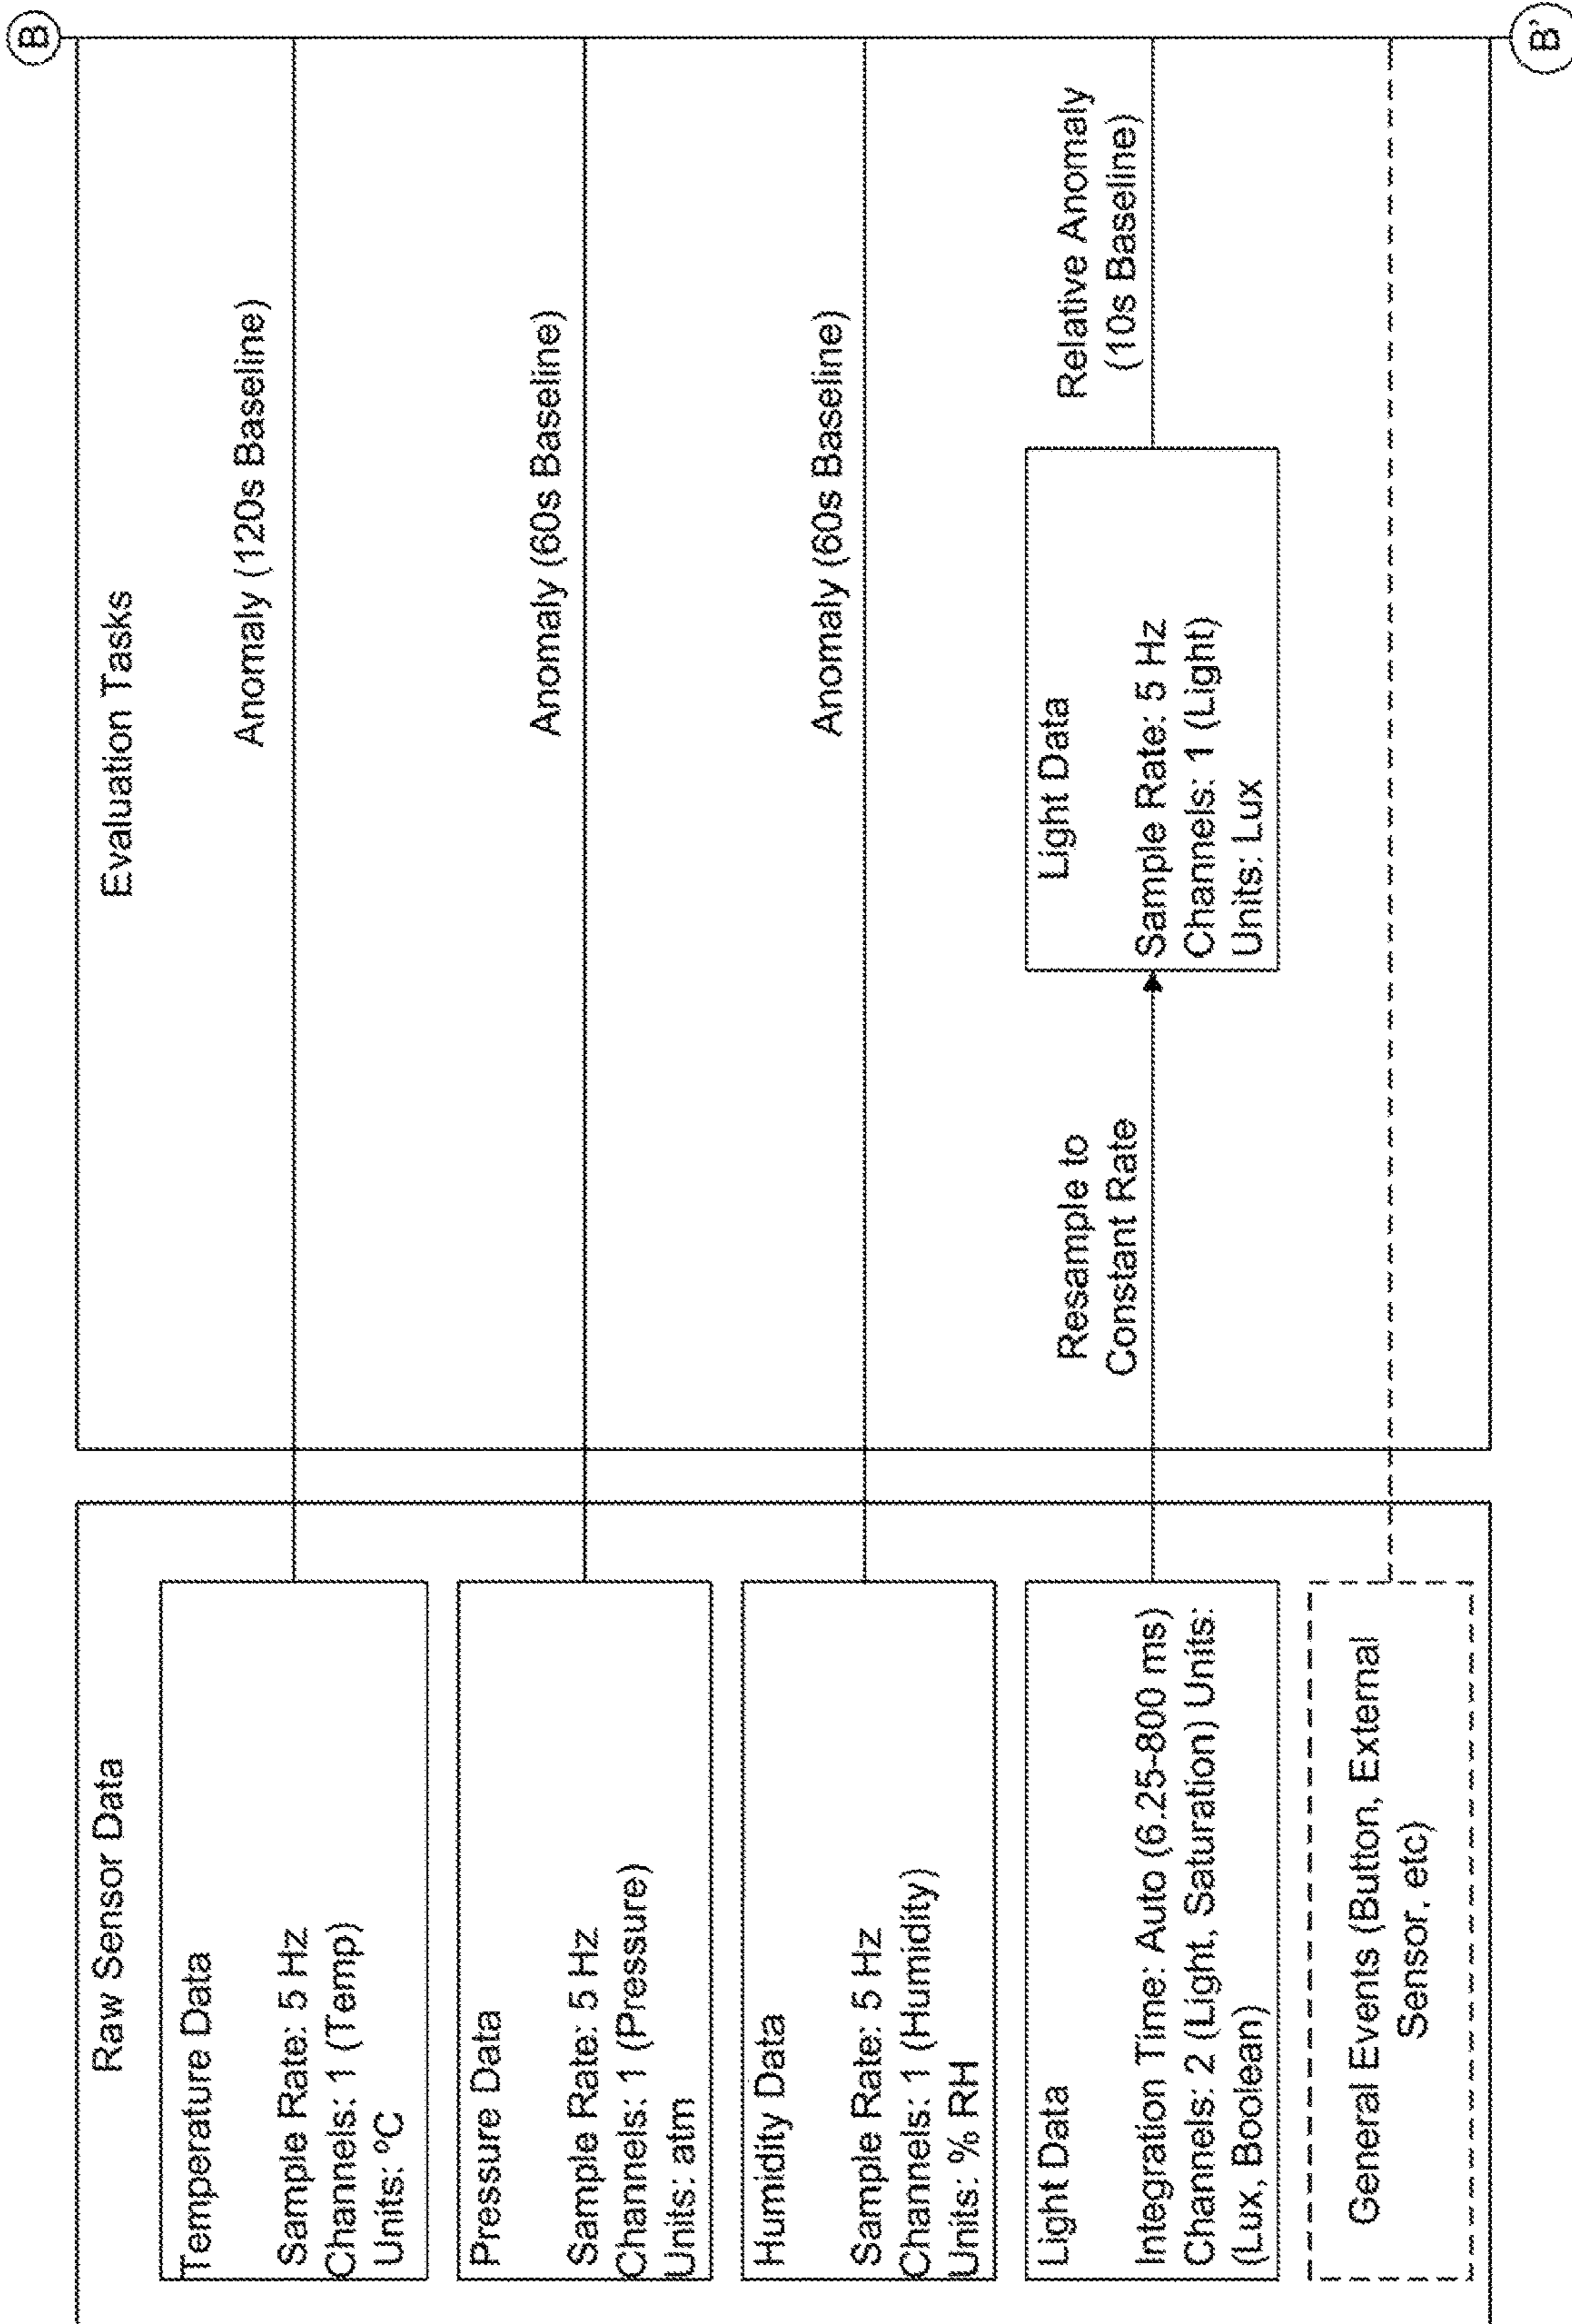 Raw Sensor Data
Temperature Data
Sample Rate: 5 Hz
Channels: 1 (Temp)
Units: ºC
Pressure Data
Sample Rate: 5 Hz
Channels: 1 (Pressure)
Units: atm
Humidity Data
Sample Rate: 5 Hz
Channels: 1 (Humidity)
Units: % RH
Light Data
Integration Time: Auto (6.25-800 ms)
Channels: 2 (Light, Saturation) Units:
(Lux, Boolean)
General Events (Button, External
Sensor, etc)
Evaluation Tasks
Anomaly (120s Baseline)
Anomaly (60s Baseline)
Anomaly (60s Baseline)
Resample to
Constant Rate
Light Data
Sample Rate: 5 Hz
Channels: 1 (Light)
Units: Lux
Relative Anomaly
(10s Baseline)
B
B'